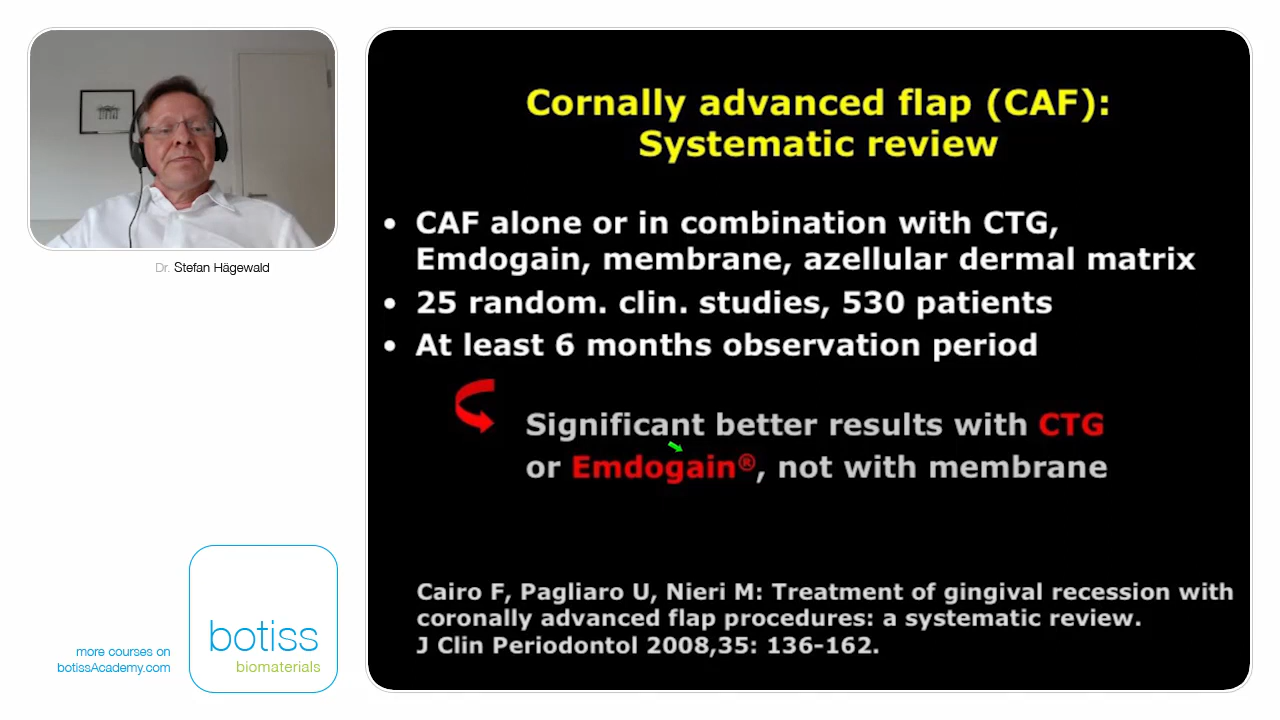 Cornally advanced flap (CAF):
Systematic review
• CAF alone or in combination with CTG,
Emdogain, membrane, azellular dermal matrix
• 25 random. clin. studies, 530 patients
• At least 6 months observation period
Significant better results with CTG
or Emdogain®, not with membrane
Cairo F, Pagliaro U, Nieri M: Treatment of gingival recession with
coronally advanced flap procedures: a systematic review.
J Clin Periodontol 2008,35: 136-162.
Dr. Stefan Hägewald
botiss
biomaterials
more courses on
botissAcademy.com